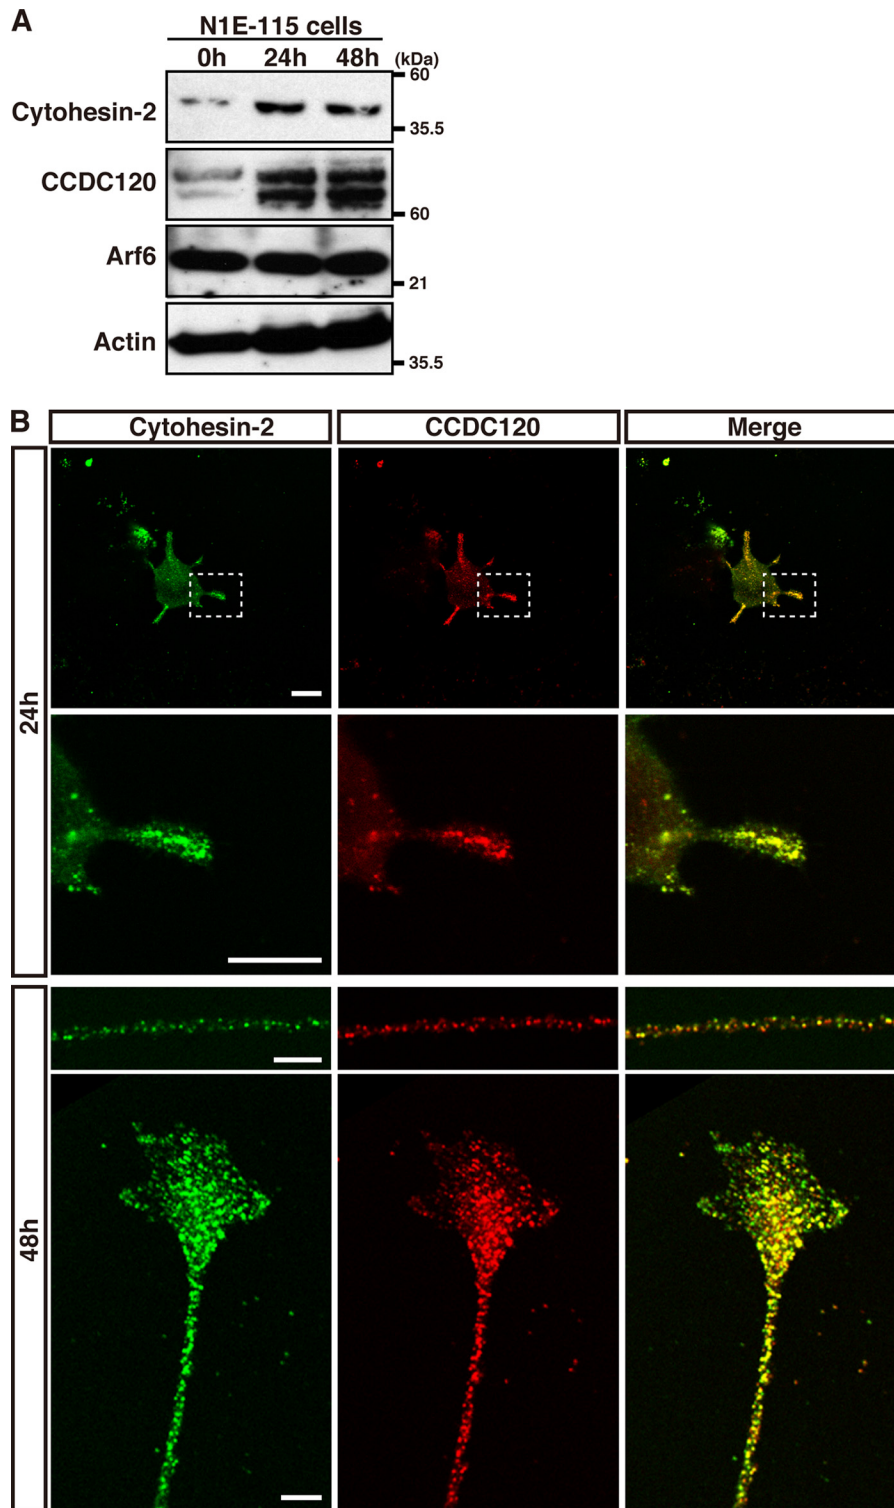 A
N1E-115 cells
0h 24h 48h (kDa)
60
Cytohesin-2
35.5
CCDC120
60
Arf6
21
Actin
35.5
B
Cytohesin-2 CCDC120 Merge
24h
48h